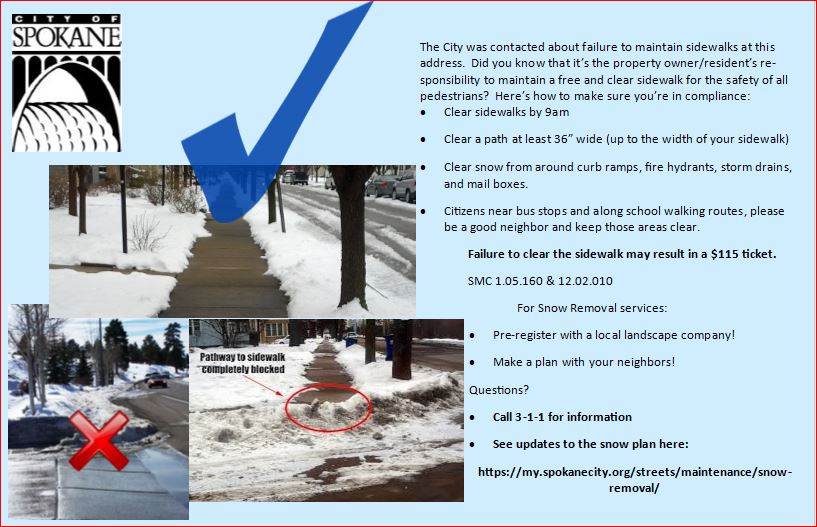 CITY OF
SPOKANE
The City was contacted about failure to maintain sidewalks at this
address.  Did you know that it's the property owner/resident's re-
sponsibility to maintain a free and clear sidewalk for the safety of all
pedestrians?  Here's how to make sure you're in compliance:
• Clear sidewalks by 9am
• Clear a path at least 36” wide (up to the width of your sidewalk)
• Clear snow from around curb ramps, fire hydrants, storm drains,
and mail boxes.
• Citizens near bus stops and along school walking routes, please
be a good neighbor and keep those areas clear.
Failure to clear the sidewalk may result in a $115 ticket.
SMC 1.05.160 & 12.02.010
For Snow Removal services:
• Pre-register with a local landscape company!
• Make a plan with your neighbors!
Questions?
• Call 3-1-1 for information
• See updates to the snow plan here:
https://my.spokanecity.org/streets/maintenance/snow-
removal/
Pathway to sidewalk
completely blocked